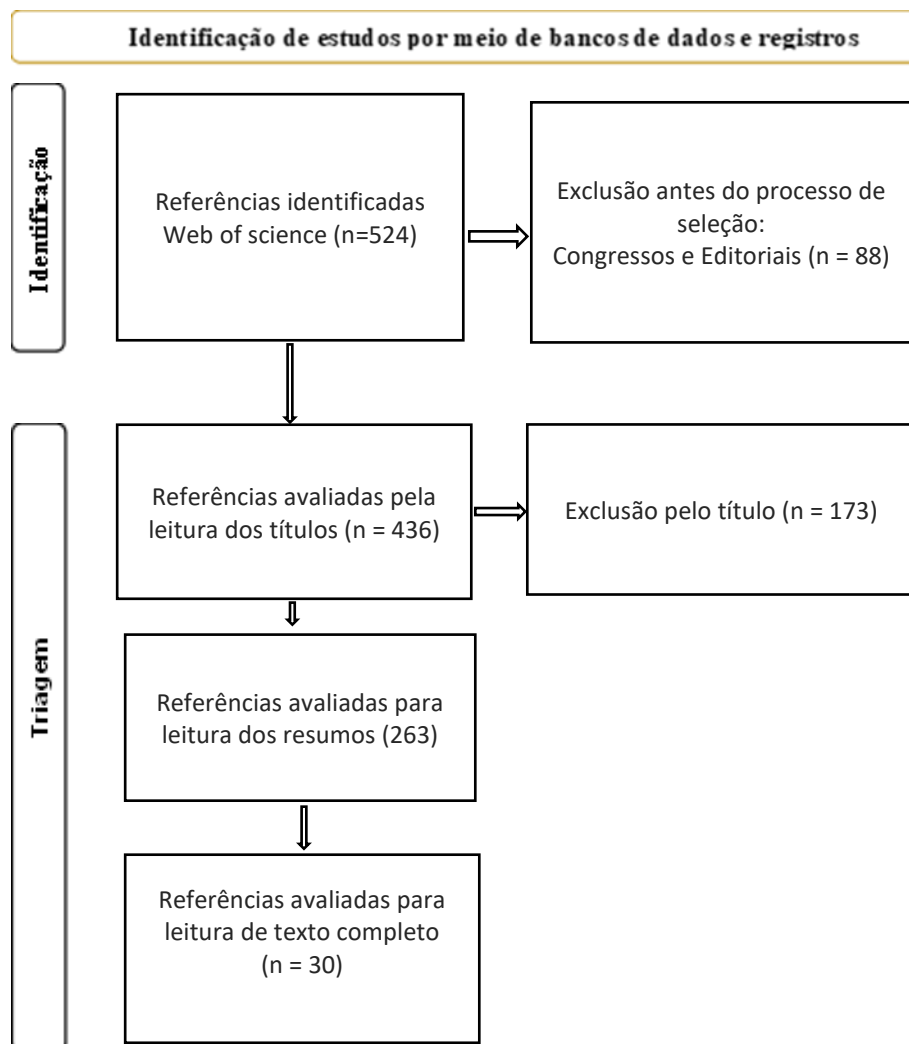 Identificação de estudos por meio de bancos de dados e registros
Identificação
Referências identificadas
Web of science (n=524)
Exclusão antes do processo de
seleção:
Congressos e Editoriais (n = 88)
Triagem
Referências avaliadas pela
leitura dos títulos (n = 436)
Exclusão pelo título (n = 173)
Referências avaliadas para
leitura dos resumos (263)
Referências avaliadas para
leitura de texto completo
(n = 30)